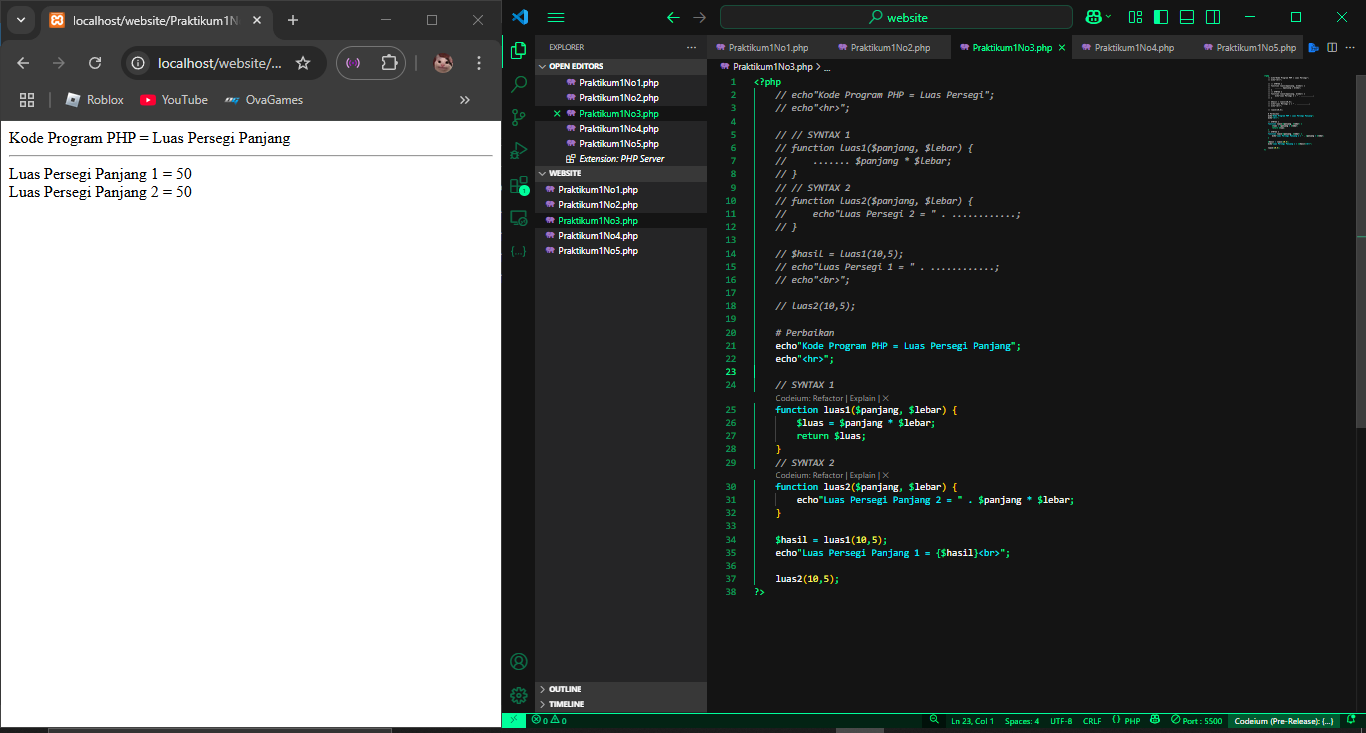 localhost/website/Praktikum1N
localhost/website/...
Roblox
YouTube
OvaGames
Kode Program PHP = Luas Persegi Panjang
Luas Persegi Panjang 1 = 50
Luas Persegi Panjang 2 = 50
website
EXPLORER
OPEN EDITORS
Praktikum1No1.php
Praktikum1No2.php
Praktikum1No3.php
Praktikum1No4.php
Praktikum1No5.php
Extension: PHP Server
WEBSITE
Praktikum1No1.php
Praktikum1No2.php
Praktikum1No3.php
Praktikum1No4.php
Praktikum1No5.php
OUTLINE
TIMELINE
1
Praktikum1No1.php Praktikum1No2.php Praktikum1No3.php Praktikum1No4.php Praktikum1No5.php
Praktikum1No3.php > ...
1 <?php
2 // echo"Kode Program PHP = Luas Persegi";
3 // echo"<hr>";
4
5 // // SYNTAX 1
6 // function luas1($panjang, $lebar) {
7 //     ....... $panjang * $lebar;
8 // }
9 // // SYNTAX 2
10 // function luas2($panjang, $lebar) {
11 //     echo"Luas Persegi 2 = " . ............;
12 // }
13
14 // $hasil = luas1(10,5);
15 // echo"Luas Persegi 1 = " . ............;
16 // echo"<br>";
17
18 // luas2(10,5);
19
20 # Perbaikan
21 echo"Kode Program PHP = Luas Persegi Panjang";
22 echo"<hr>";
23
24 // SYNTAX 1
Codeium: Refactor | Explain | ×
25 function luas1($panjang, $lebar) {
26 $luas = $panjang * $lebar;
27 return $luas;
28 }
29 // SYNTAX 2
Codeium: Refactor | Explain | ×
30 function luas2($panjang, $lebar) {
31 echo"Luas Persegi Panjang 2 = " . $panjang * $lebar;
32 }
33
34 $hasil = luas1(10,5);
35 echo"Luas Persegi Panjang 1 = {$hasil}<br>";
36
37 luas2(10,5);
38 ?>
0 0 Ln 23, Col 1 Spaces: 4 UTF-8 CRLF {} PHP Port : 5500 Codeium (Pre-Release): {...}